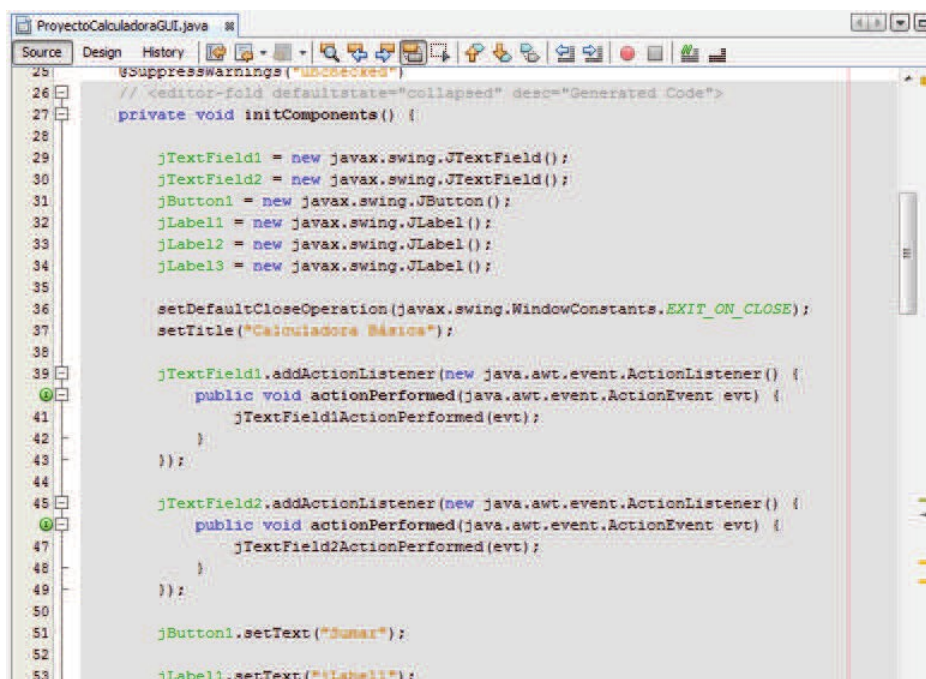 ProyectoCalculadoraGUI.java
Source Design History
25 @SuppressWarnings("unchecked")
26 // <editor-fold defaultstate="collapsed" desc="Generated Code">
27 private void initComponents() {
28
29 jTextField1 = new javax.swing.JTextField();
30 jTextField2 = new javax.swing.JTextField();
31 jButton1 = new javax.swing.JButton();
32 jLabel1 = new javax.swing.JLabel();
33 jLabel2 = new javax.swing.JLabel();
34 jLabel3 = new javax.swing.JLabel();
35
36 setDefaultCloseOperation(javax.swing.WindowConstants.EXIT_ON_CLOSE);
37 setTitle("Calculadora Básica");
38
39 jTextField1.addActionListener(new java.awt.event.ActionListener() {
public void actionPerformed(java.awt.event.ActionEvent evt) {
41 jTextField1ActionPerformed(evt);
42 }
43 });
44
45 jTextField2.addActionListener(new java.awt.event.ActionListener() {
public void actionPerformed(java.awt.event.ActionEvent evt) {
47 jTextField2ActionPerformed(evt);
48 }
49 });
50
51 jButton1.setText("Sumar");
52
53 jLabel1.setText("jLabel1");